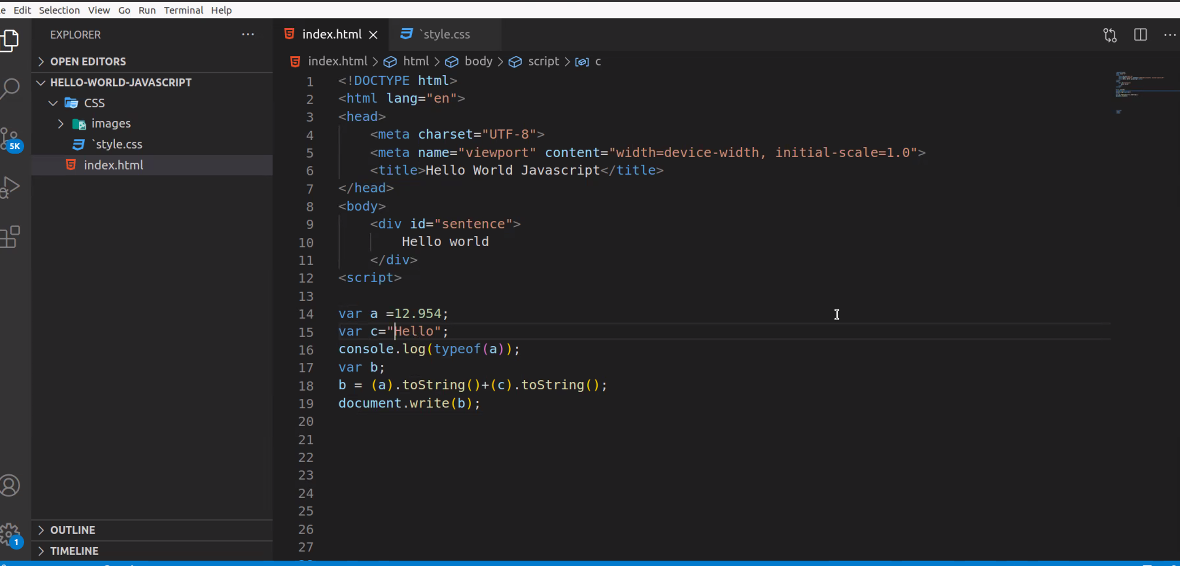 Edit Selection View Go Run Terminal Help
EXPLORER
OPEN EDITORS
HELLO-WORLD-JAVASCRIPT
CSS
images
`style.css
index.html
5K
1
OUTLINE
TIMELINE
index.html
`style.css
index.html > html > body > script > c
1 <!DOCTYPE html>
2 <html lang="en">
3 <head>
4 <meta charset="UTF-8">
5 <meta name="viewport" content="width=device-width, initial-scale=1.0">
6 <title>Hello World Javascript</title>
7 </head>
8 <body>
9 <div id="sentence">
10 Hello world
11 </div>
12 <script>
13
14 var a =12.954;
15 var c="Hello";
16 console.log(typeof(a));
17 var b;
18 b = (a).toString()+(c).toString();
19 document.write(b);
20
21
22
23
24
25
26
27